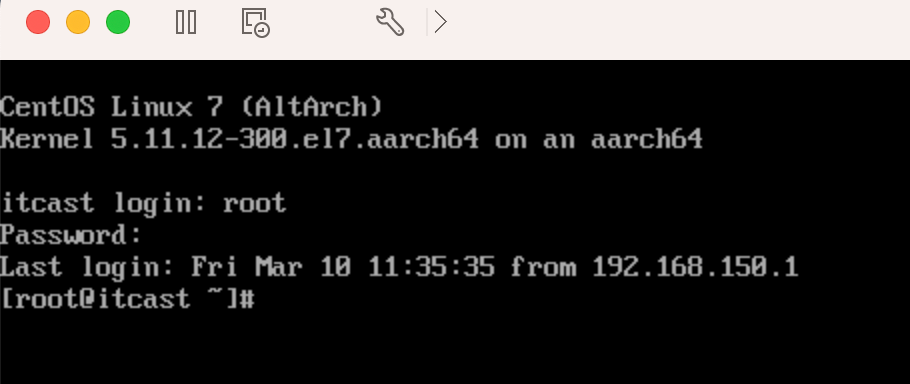 CentOS Linux 7 (AltArch)
Kernel 5.11.12-300.el7.aarch64 on an aarch64
itcast login: root
Password:
Last login: Fri Mar 10 11:35:35 from 192.168.150.1
[root@itcast ~]#